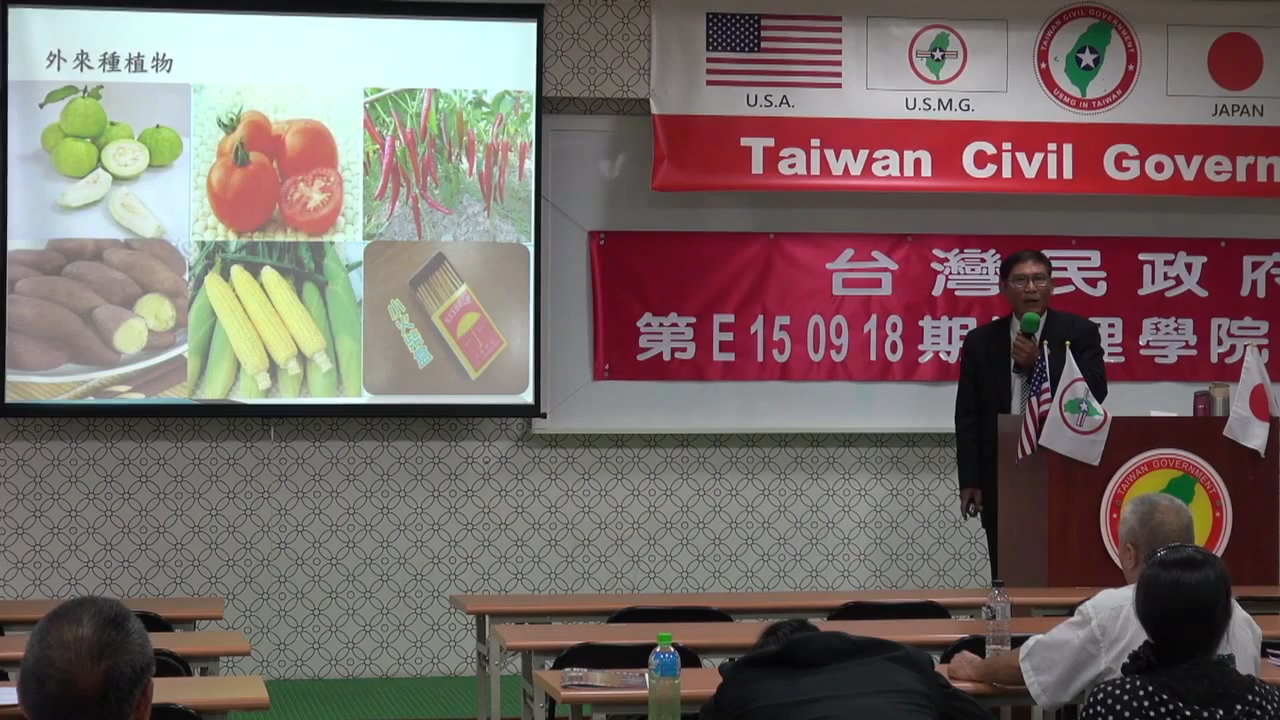 外來種植物
U.S.A.
U.S.M.G.
TAIWAN CIVIL GOVERNMENT
USMG IN TAIWAN
JAPAN
Taiwan Civil Govern
台灣民政府
第E 15 09 18 期 理學院
TAIWAN GOVERNMENT